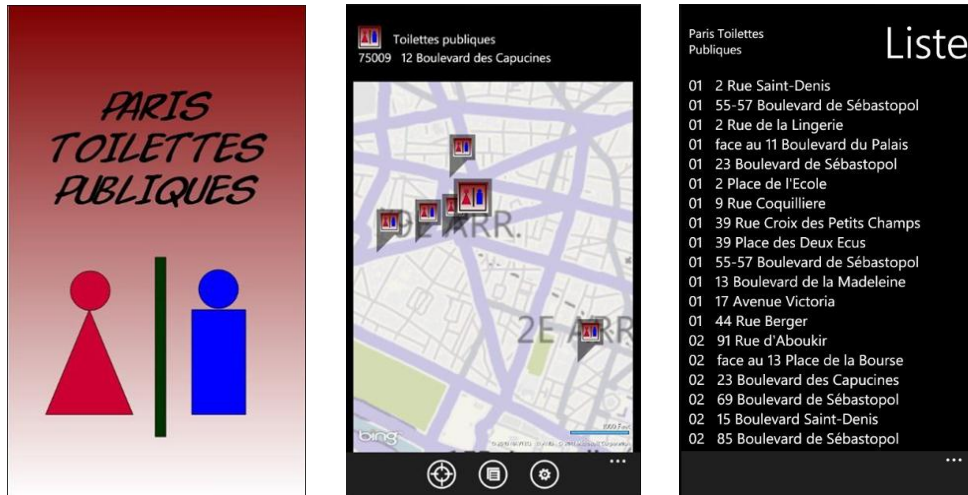 PARIS
TOILETTES
PUBLIQUES
Toilettes publiques
75009 12 Boulevard des Capucines
9E ARR.
2E ARR
bing
Paris Toilettes
Publiques
Liste
01 2 Rue Saint-Denis
01 55-57 Boulevard de Sébastopol
01 2 Rue de la Lingerie
01 face au 11 Boulevard du Palais
01 23 Boulevard de Sébastopol
01 2 Place de l'Ecole
01 9 Rue Coquilliere
01 39 Rue Croix des Petits Champs
01 39 Place des Deux Ecus
01 55-57 Boulevard de Sébastopol
01 13 Boulevard de la Madeleine
01 17 Avenue Victoria
01 44 Rue Berger
02 91 Rue d'Aboukir
02 face au 13 Place de la Bourse
02 23 Boulevard des Capucines
02 69 Boulevard de Sébastopol
02 15 Boulevard Saint-Denis
02 85 Boulevard de Sébastopol